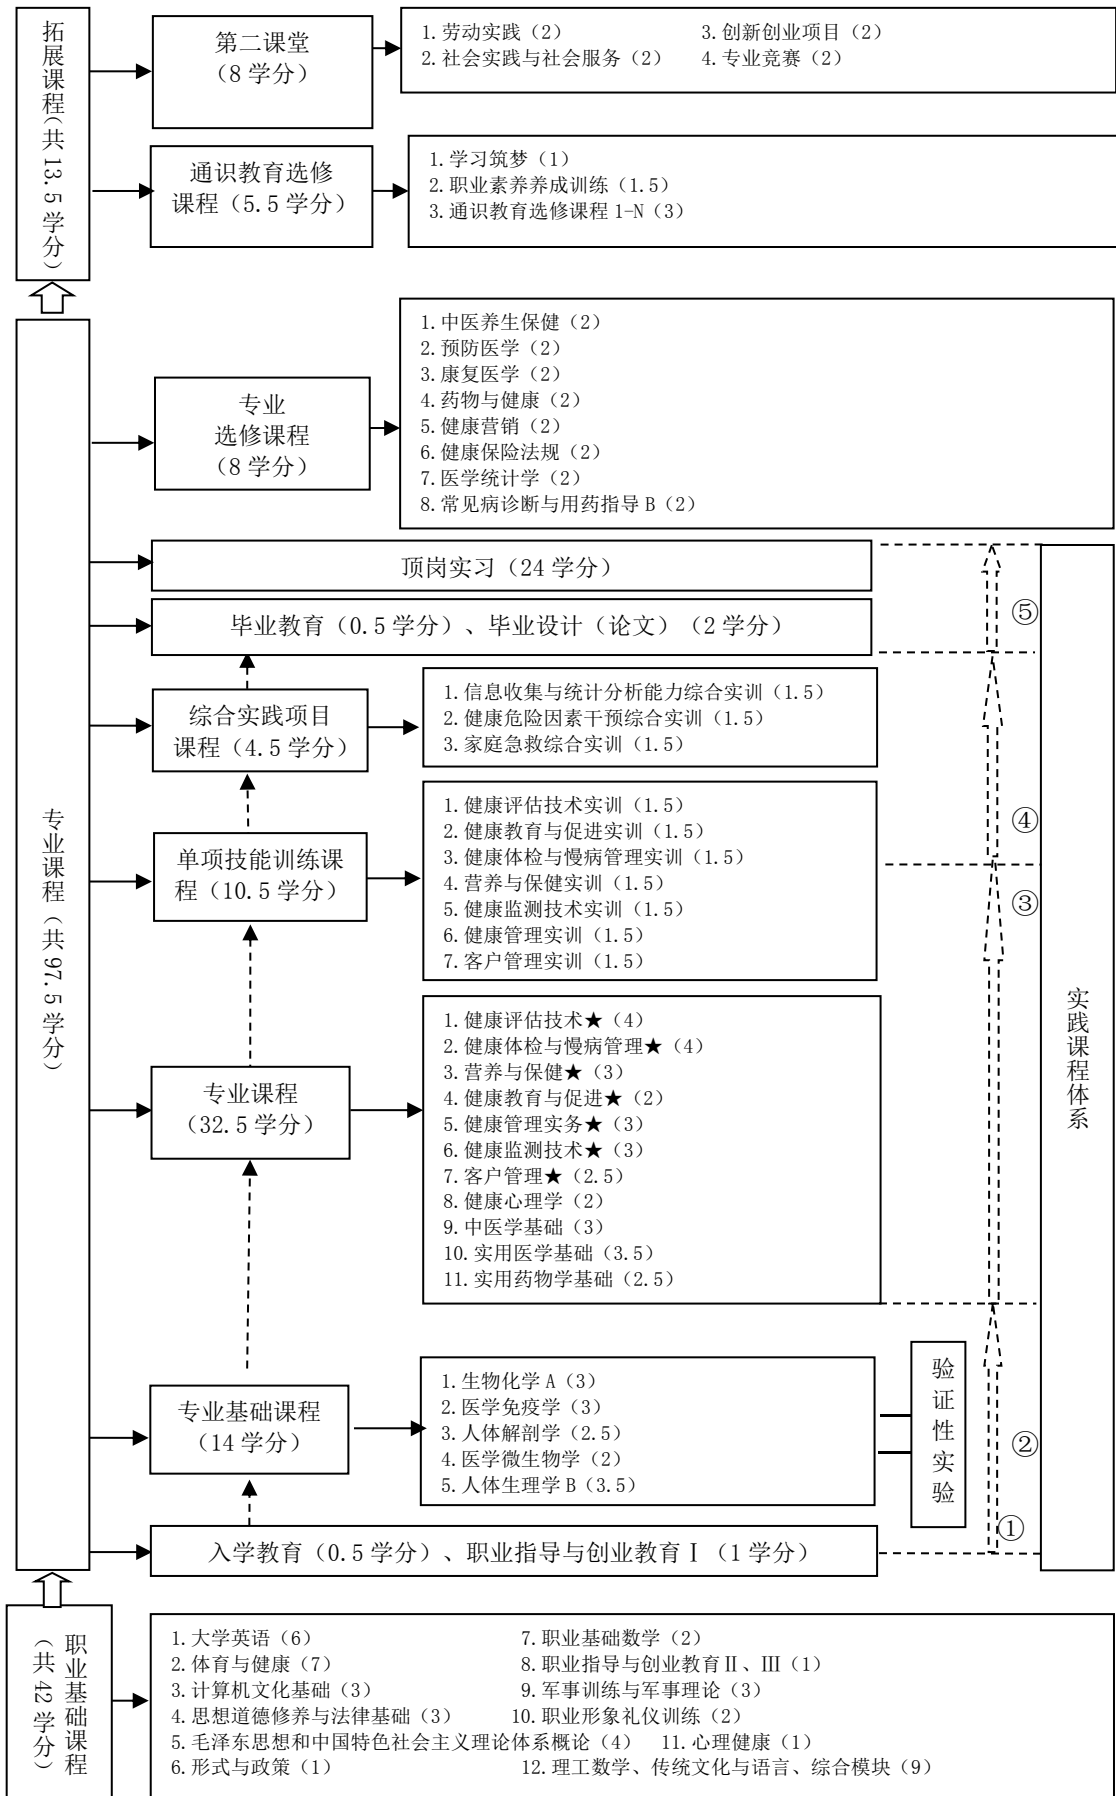 拓展课程（共 13.5 学分）
第二课堂
（8 学分）
1. 劳动实践（2） 3. 创新创业项目（2）
2. 社会实践与社会服务（2） 4. 专业竞赛（2）
通识教育选修
课程（5.5 学分）
1. 学习筑梦（1）
2. 职业素养养成训练（1.5）
3. 通识教育选修课程 1-N（3）
专业课程（共 97.5 学分）
专业
选修课程
（8 学分）
1. 中医养生保健（2）
2. 预防医学（2）
3. 康复医学（2）
4. 药物与健康（2）
5. 健康营销（2）
6. 健康保险法规（2）
7. 医学统计学（2）
8. 常见病诊断与用药指导 B（2）
顶岗实习（24 学分）
毕业教育（0.5 学分）、毕业设计（论文）（2 学分）
⑤
综合实践项目
课程（4.5 学分）
1. 信息收集与统计分析能力综合实训（1.5）
2. 健康危险因素干预综合实训（1.5）
3. 家庭急救综合实训（1.5）
④
单项技能训练课
程（10.5 学分）
1. 健康评估技术实训（1.5）
2. 健康教育与促进实训（1.5）
3. 健康体检与慢病管理实训（1.5）
4. 营养与保健实训（1.5）
5. 健康监测技术实训（1.5）
6. 健康管理实训（1.5）
7. 客户管理实训（1.5）
③
实践课程体系
专业课程
（32.5 学分）
1. 健康评估技术★（4）
2. 健康体检与慢病管理★（4）
3. 营养与保健★（3）
4. 健康教育与促进★（2）
5. 健康管理实务★（3）
6. 健康监测技术★（3）
7. 客户管理★（2.5）
8. 健康心理学（2）
9. 中医学基础（3）
10. 实用医学基础（3.5）
11. 实用药物学基础（2.5）
专业基础课程
（14 学分）
1. 生物化学 A（3）
2. 医学免疫学（3）
3. 人体解剖学（2.5）
4. 医学微生物学（2）
5. 人体生理学 B（3.5）
验证性实验
②
①
入学教育（0.5 学分）、职业指导与创业教育Ⅰ（1 学分）
职业基础课程
（共 42 学分）
1. 大学英语（6） 7. 职业基础数学（2）
2. 体育与健康（7） 8. 职业指导与创业教育Ⅱ、Ⅲ（1）
3. 计算机文化基础（3） 9. 军事训练与军事理论（3）
4. 思想道德修养与法律基础（3） 10. 职业形象礼仪训练（2）
5. 毛泽东思想和中国特色社会主义理论体系概论（4） 11. 心理健康（1）
6. 形式与政策（1） 12. 理工数学、传统文化与语言、综合模块（9）